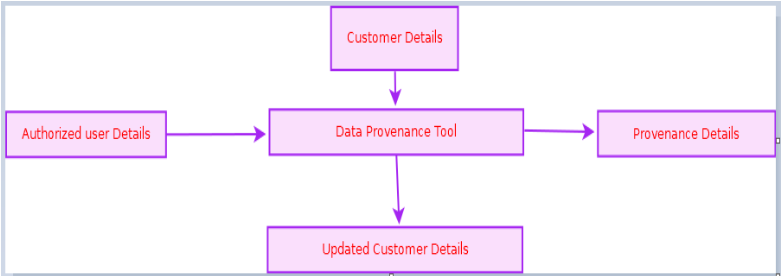 Customer Details
Authorized user Details
Data Provenance Tool
Provenance Details
Updated Customer Details